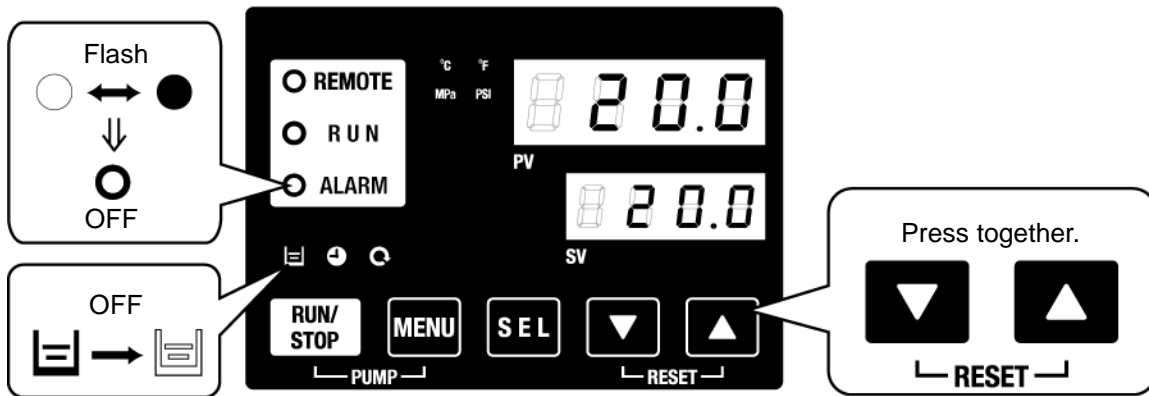 Flash
OFF
OFF
REMOTE
RUN
ALARM
°C °F
MPa PSI
20.0
PV
20.0
SV
RUN/
STOP
MENU
SEL
PUMP
RESET
Press together.
RESET